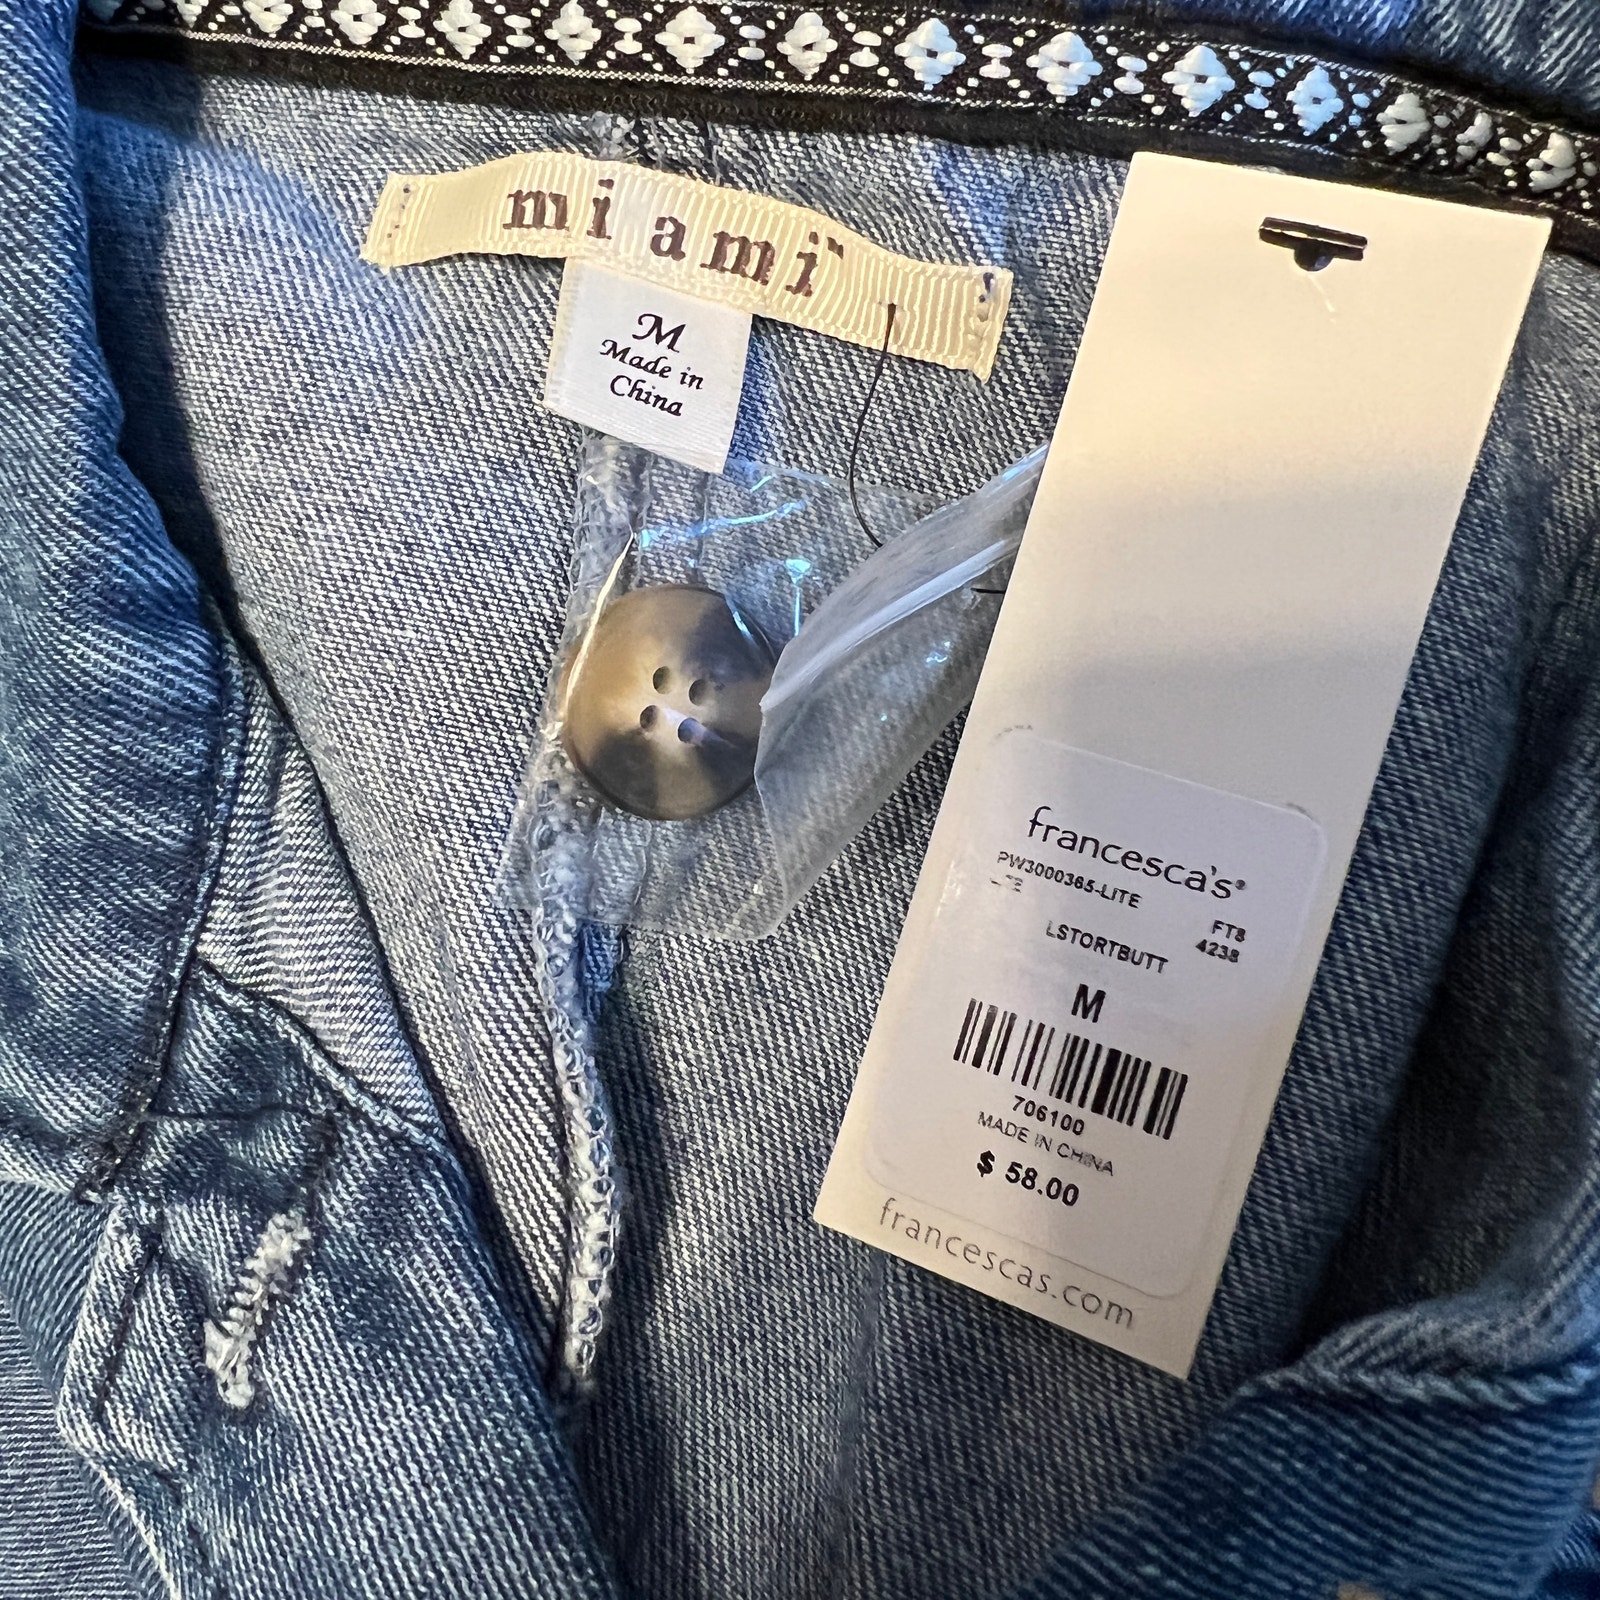 mi ami
M
Made in
China
francesca's®
PW3000365-LITE
FT8
LSTORTBUTT
4238
M
706100
MADE IN CHINA
$ 58.00
francescas.com